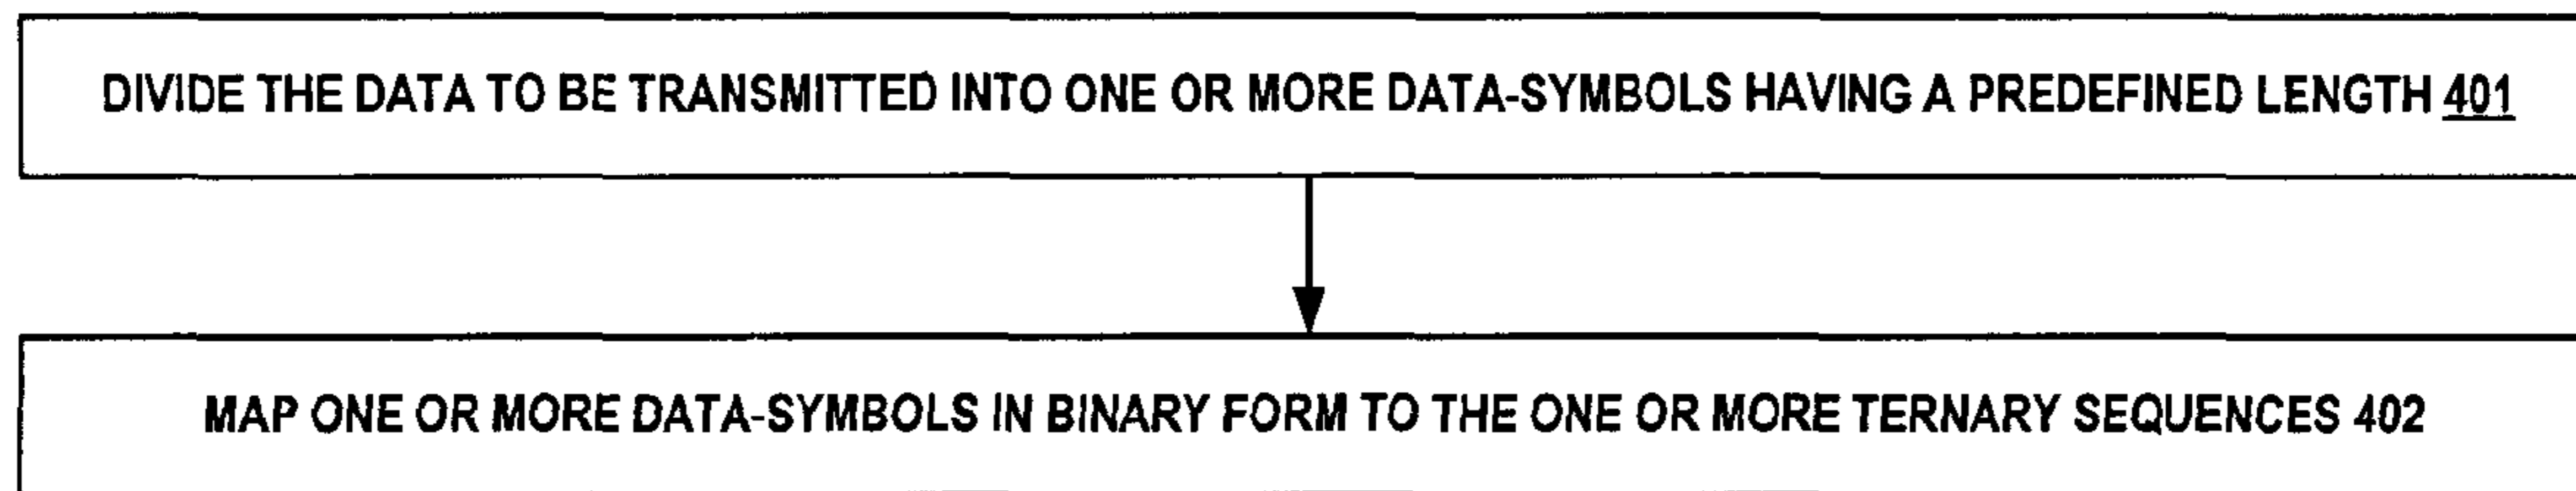 DIVIDE THE DATA TO BE TRANSMITTED INTO ONE OR MORE DATA-SYMBOLS HAVING A PREDEFINED LENGTH 401
MAP ONE OR MORE DATA-SYMBOLS IN BINARY FORM TO THE ONE OR MORE TERNARY SEQUENCES 402